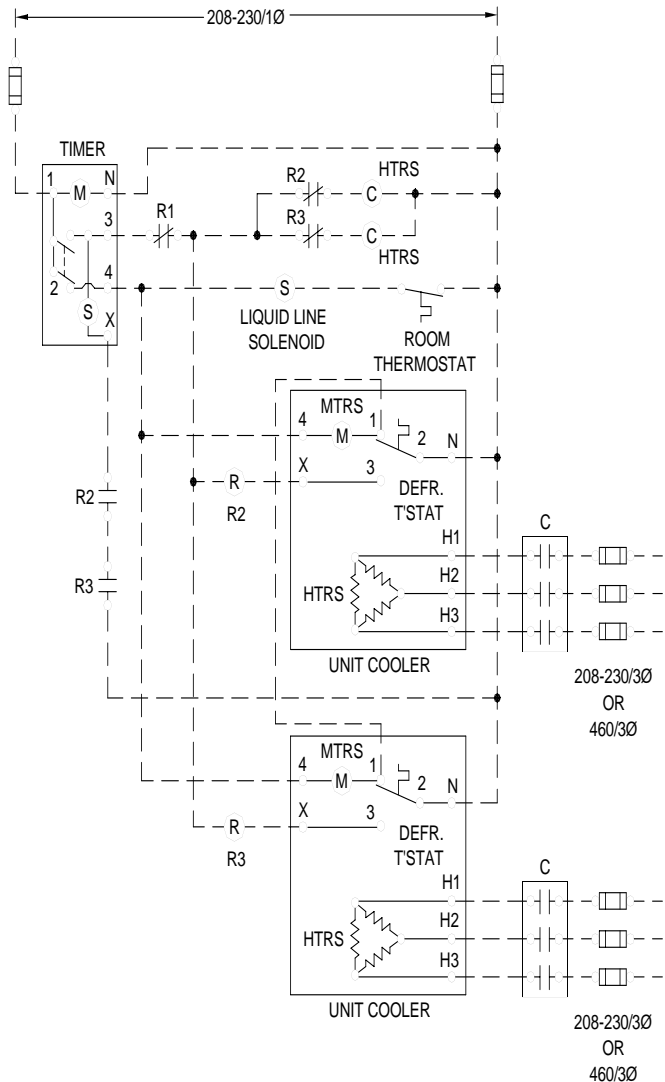 208-230/1Ø
TIMER
1
M
N
3
2
4
S
X
R1
R2
HTRS
C
R3
C
HTRS
S
LIQUID LINE
SOLENOID
ROOM
THERMOSTAT
MTRS
4
1
M
2
N
X
3
R
R2
DEFR.
T'STAT
H1
H2
H3
HTRS
UNIT COOLER
C
208-230/3Ø
OR
460/3Ø
R2
R3
MTRS
4
1
M
2
N
X
3
R
R3
DEFR.
T'STAT
H1
H2
H3
HTRS
UNIT COOLER
C
208-230/3Ø
OR
460/3Ø